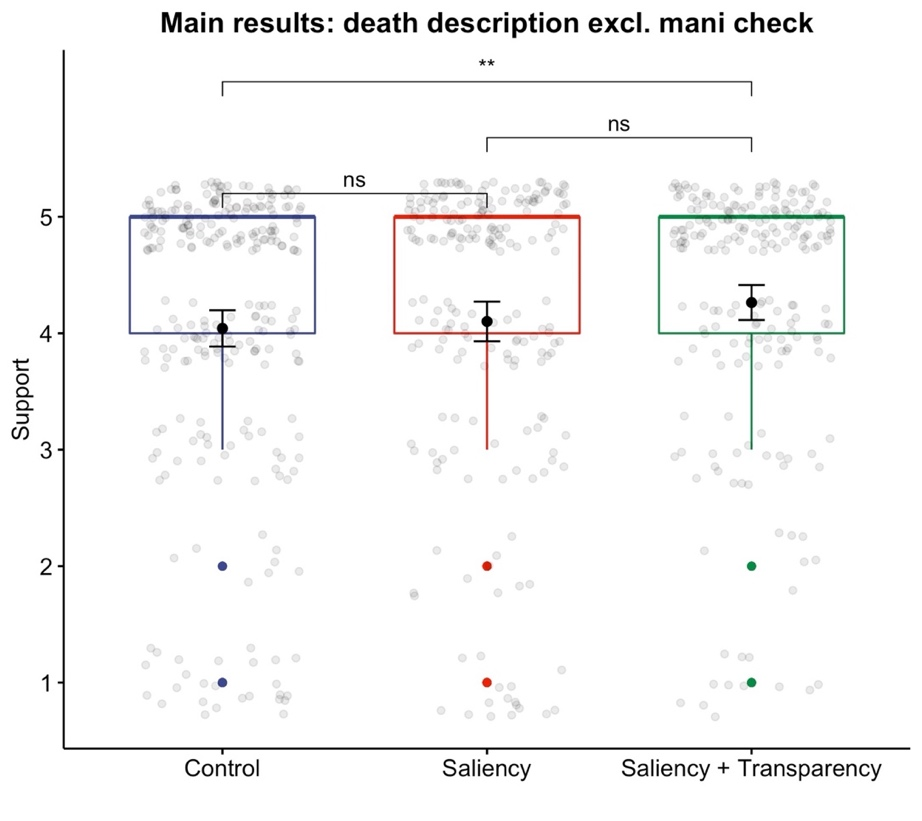 Main results: death description excl. mani check
**
ns
ns
5
4
3
2
1
Support
Control
Saliency
Saliency + Transparency